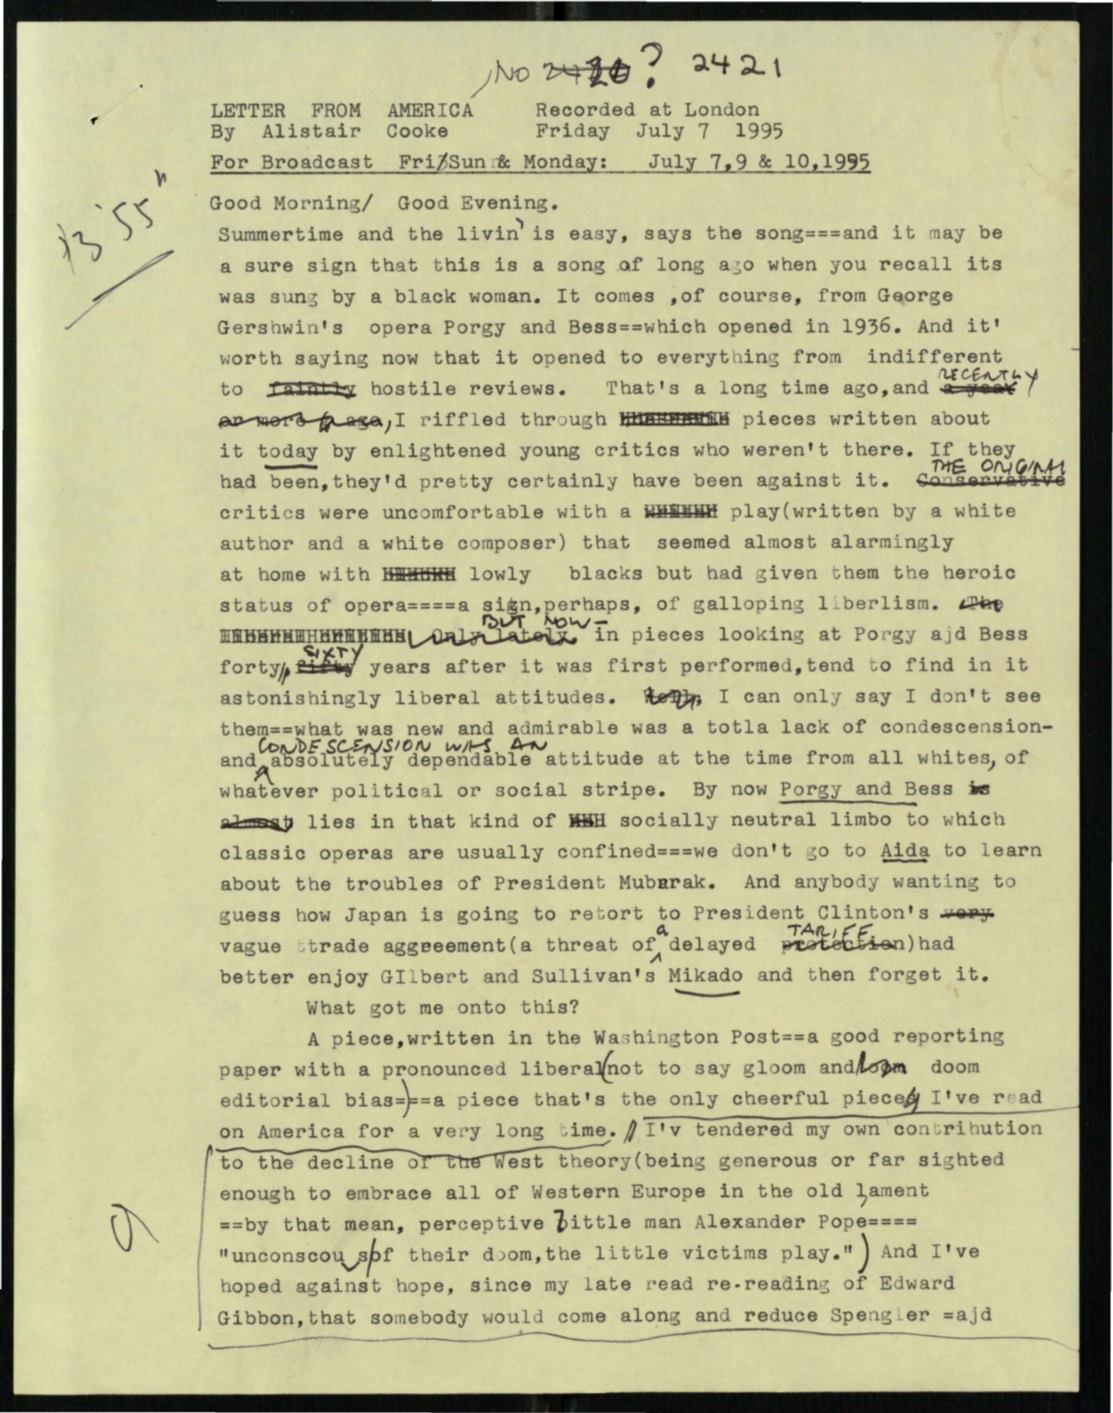 NO 2420? 2421
LETTER FROM AMERICA Recorded at London
By Alistair Cooke Friday July 7 1995
For Broadcast Fri/Sun & Monday: July 7,9 & 10,1995
13'55"
Good Morning/ Good Evening.
Summertime and the livin' is easy, says the song===and it may be
a sure sign that this is a song of long ago when you recall its
was sung by a black woman. It comes ,of course, from George
Gershwin's opera Porgy and Bess==which opened in 1936. And it'
worth saying now that it opened to everything from indifferent
to faintly hostile reviews. That's a long time ago,and a year RECENTLY
or more ago,I riffled through pieces written about
it today by enlightened young critics who weren't there. If they
had been,they'd pretty certainly have been against it. Conservative THE ORIGINAL
critics were uncomfortable with a play(written by a white
author and a white composer) that seemed almost alarmingly
at home with lowly blacks but had given them the heroic
status of opera====a sign,perhaps, of galloping liberlism. The
Only lately BUT NOW- in pieces looking at Porgy ajd Bess
forty, fifty SIXTY years after it was first performed,tend to find in it
astonishingly liberal attitudes. I can only say I don't see
them==what was new and admirable was a totla lack of condescension-
and CONDESCENSION WAS AN absolutely dependable attitude at the time from all whites, of
whatever political or social stripe. By now Porgy and Bess is
almost lies in that kind of socially neutral limbo to which
classic operas are usually confined===we don't go to Aida to learn
about the troubles of President Mubarak. And anybody wanting to
guess how Japan is going to retort to President Clinton's very
vague trade aggreement(a threat of a delayed protection TARIFF)had
better enjoy GIlbert and Sullivan's Mikado and then forget it.
What got me onto this?
A piece,written in the Washington Post==a good reporting
paper with a pronounced liberal(not to say gloom and doom
editorial bias=)==a piece that's the only cheerful piece I've read
on America for a very long time. // I'v tendered my own contribution
to the decline of the West theory(being generous or far sighted
enough to embrace all of Western Europe in the old lament
==by that mean, perceptive little man Alexander Pope====
"unconscous of their doom,the little victims play.") And I've
hoped against hope, since my late read re-reading of Edward
Gibbon,that somebody would come along and reduce Spengler =ajd